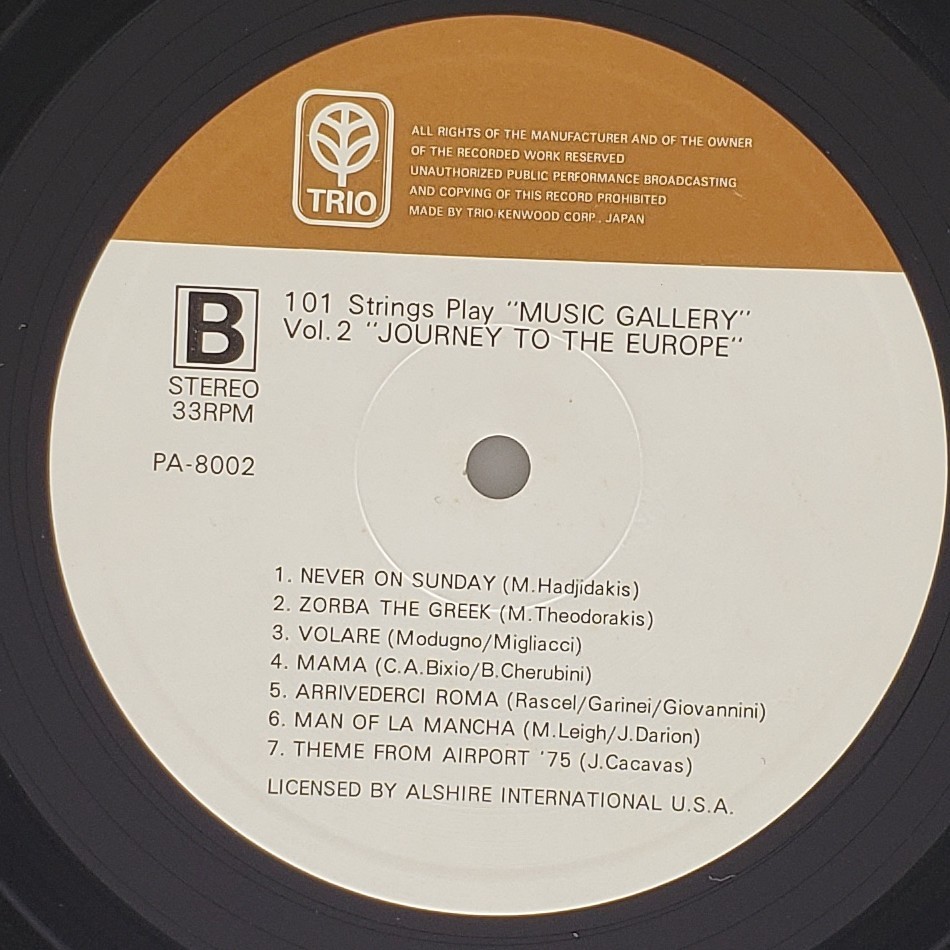 TRIO
ALL RIGHTS OF THE MANUFACTURER AND OF THE OWNER
OF THE RECORDED WORK RESERVED
UNAUTHORIZED PUBLIC PERFORMANCE BROADCASTING
AND COPYING OF THIS RECORD PROHIBITED
MADE BY TRIO-KENWOOD CORP., JAPAN
B
STEREO
33RPM
PA-8002
101 Strings Play "MUSIC GALLERY"
Vol.2 "JOURNEY TO THE EUROPE"
1. NEVER ON SUNDAY (M.Hadjidakis)
2. ZORBA THE GREEK (M.Theodorakis)
3. VOLARE (Modugno/Migliacci)
4. MAMA (C.A.Bixio/B.Cherubini)
5. ARRIVEDERCI ROMA (Rascel/Garinei/Giovannini)
6. MAN OF LA MANCHA (M.Leigh/J.Darion)
7. THEME FROM AIRPORT '75 (J.Cacavas)
LICENSED BY ALSHIRE INTERNATIONAL U.S.A.